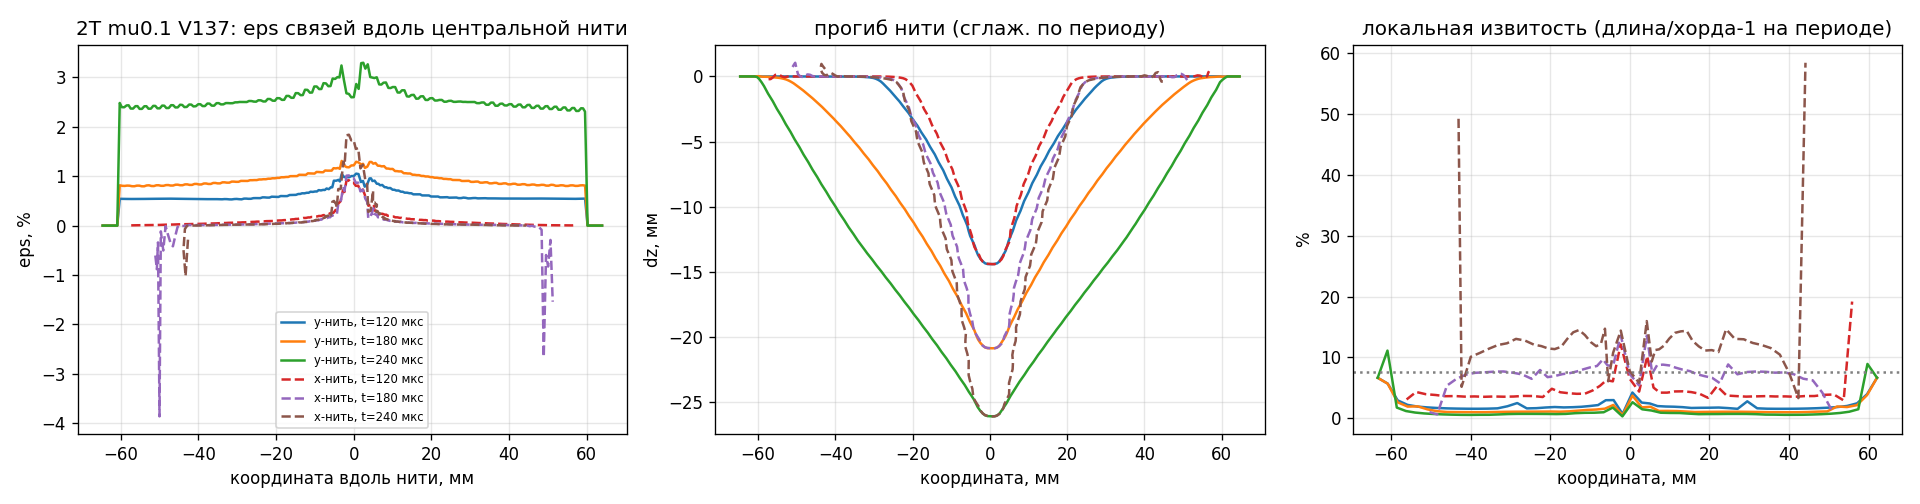 2T mu0.1 V137: eps связей вдоль центральной нити
3
2
1
0
−1
−2
−3
−4
eps, %
−60 −40 −20 0 20 40 60
координата вдоль нити, мм
y-нить, t=120 мкс
y-нить, t=180 мкс
y-нить, t=240 мкс
x-нить, t=120 мкс
x-нить, t=180 мкс
x-нить, t=240 мкс
прогиб нити (сглаж. по периоду)
0
−5
−10
−15
−20
−25
dz, мм
−60 −40 −20 0 20 40 60
координата, мм
локальная извитость (длина/хорда-1 на периоде)
60
50
40
30
20
10
0
%
−60 −40 −20 0 20 40 60
координата, мм